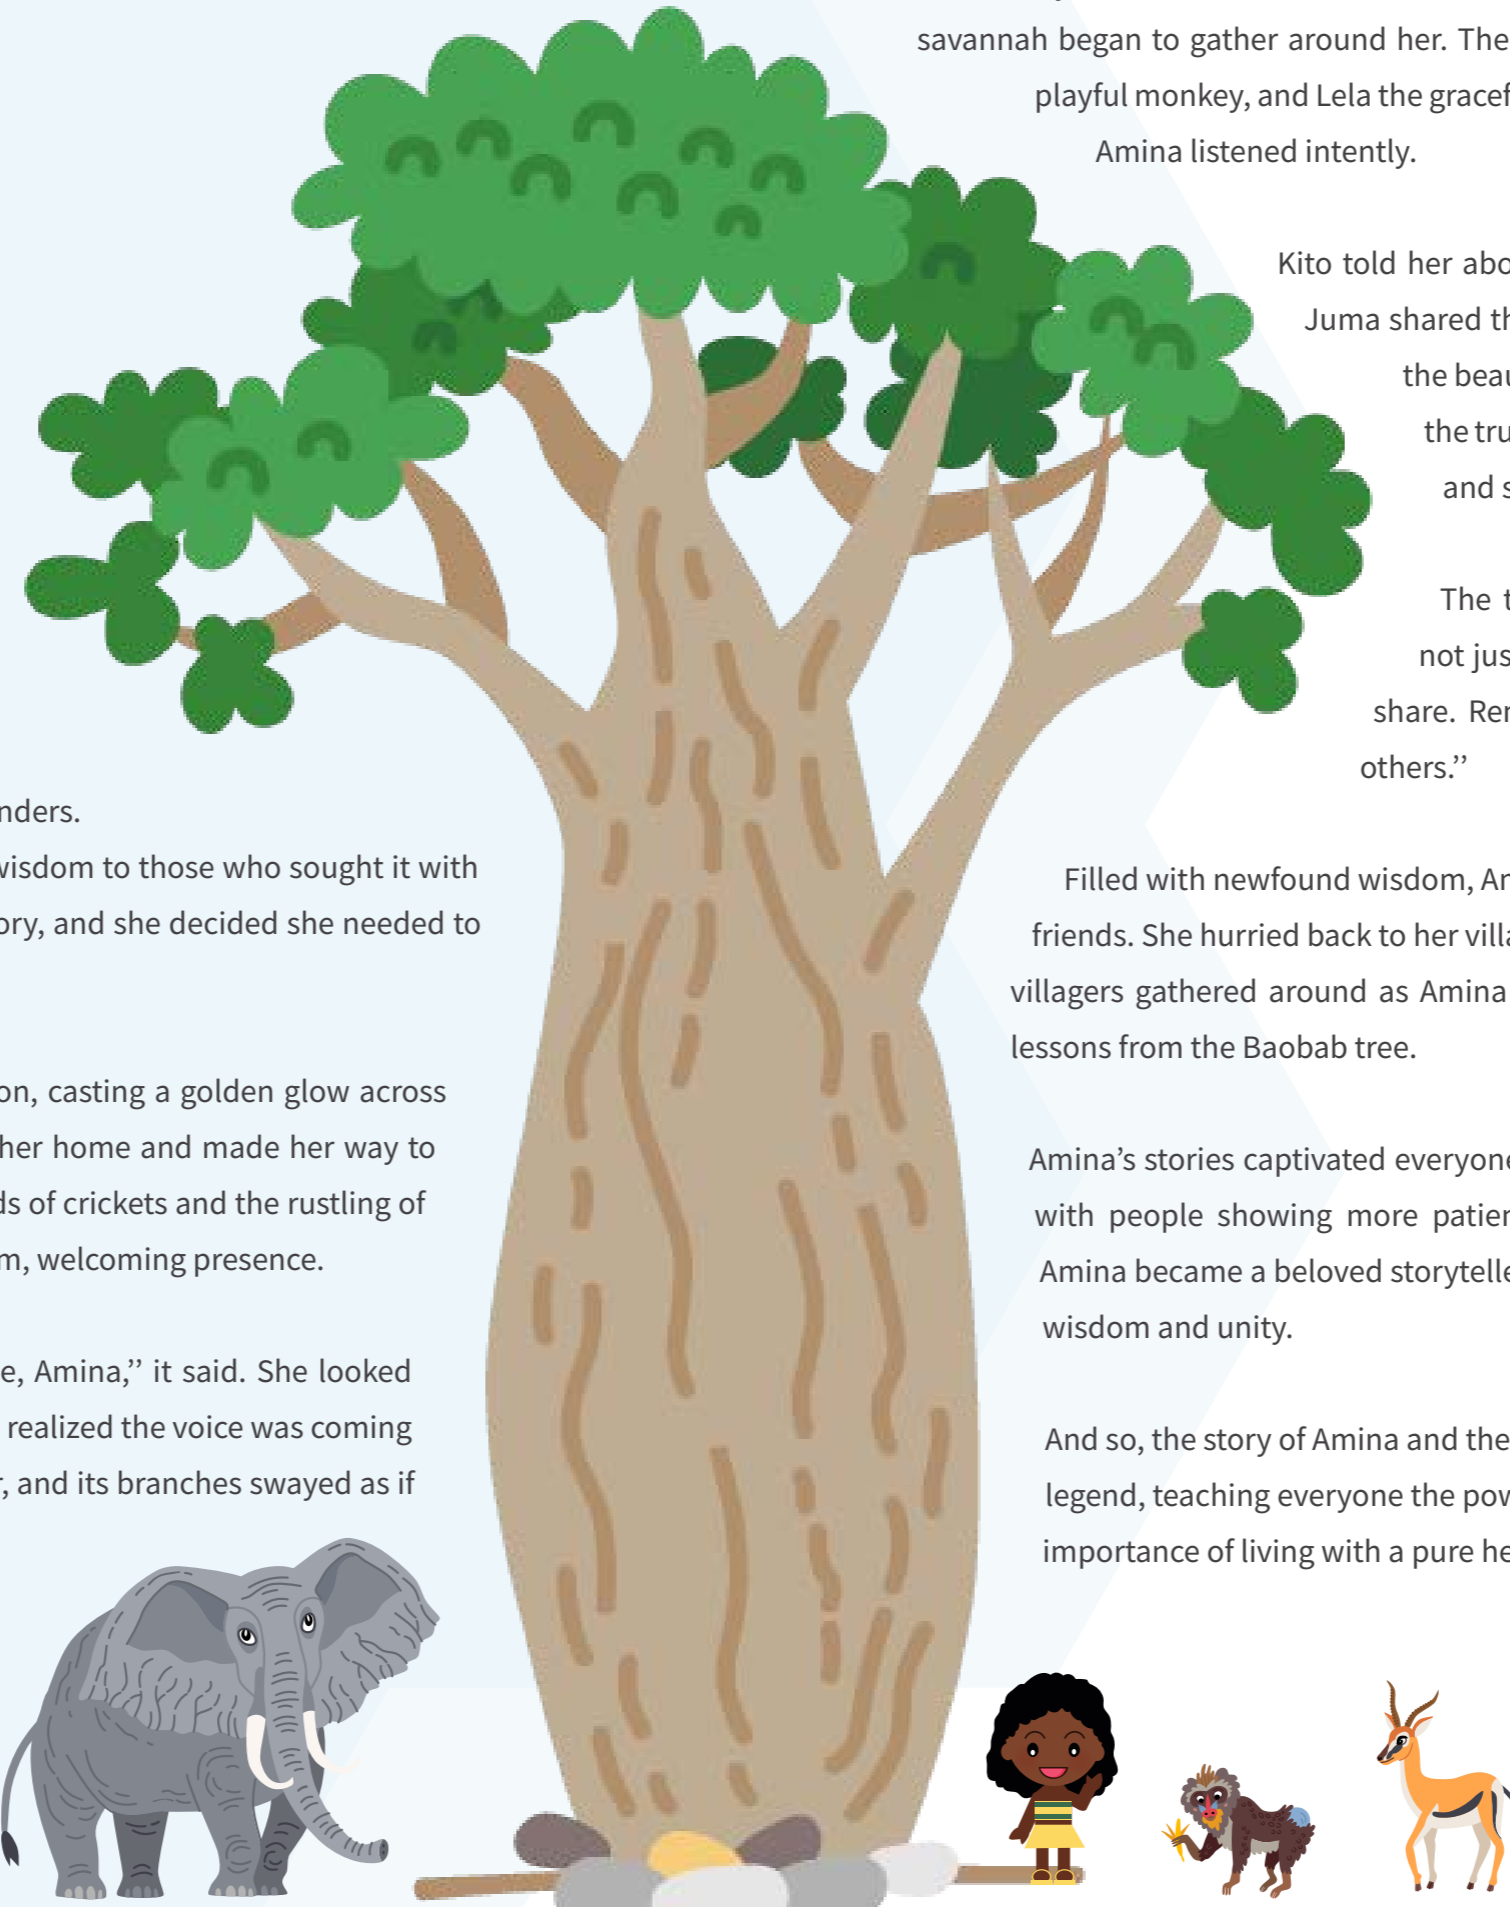 nders.
wisdom to those who sought it with
ory, and she decided she needed to
on, casting a golden glow across
her home and made her way to
ds of crickets and the rustling of
m, welcoming presence.
e, Amina,’’ it said. She looked
realized the voice was coming
r, and its branches swayed as if
savannah began to gather around her. The
playful monkey, and Lela the gracef
Amina listened intently.
Kito told her abo
Juma shared th
the beau
the tru
and s
The t
not jus
share. Rer
others.’’
Filled with newfound wisdom, An
friends. She hurried back to her villa
villagers gathered around as Amina
lessons from the Baobab tree.
Amina’s stories captivated everyone
with people showing more patien
Amina became a beloved storytelle
wisdom and unity.
And so, the story of Amina and the
legend, teaching everyone the pow
importance of living with a pure he